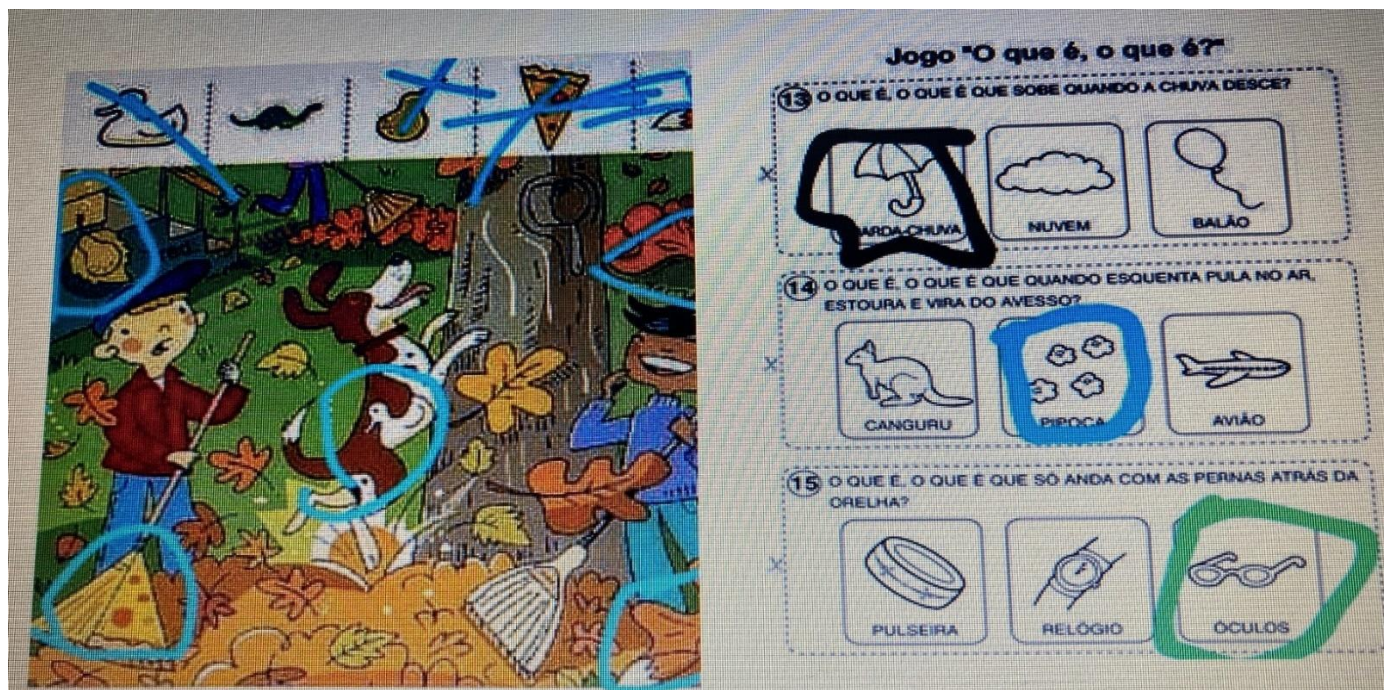 Jogo "O que é, o que é?"
13 O QUE É, O QUE É QUE SOBE QUANDO A CHUVA DESCE?
ARDA-CHUVA
NUVEM
BALÃO
14 O QUE É, O QUE É QUE QUANDO ESQUENTA PULA NO AR,
ESTOURA E VIRA DO AVESSO?
CANGURU
PIPOCA
AVIÃO
15 O QUE É, O QUE É QUE SÓ ANDA COM AS PERNAS ATRÁS DA
ORELHA?
PULSEIRA
RELÓGIO
ÓCULOS